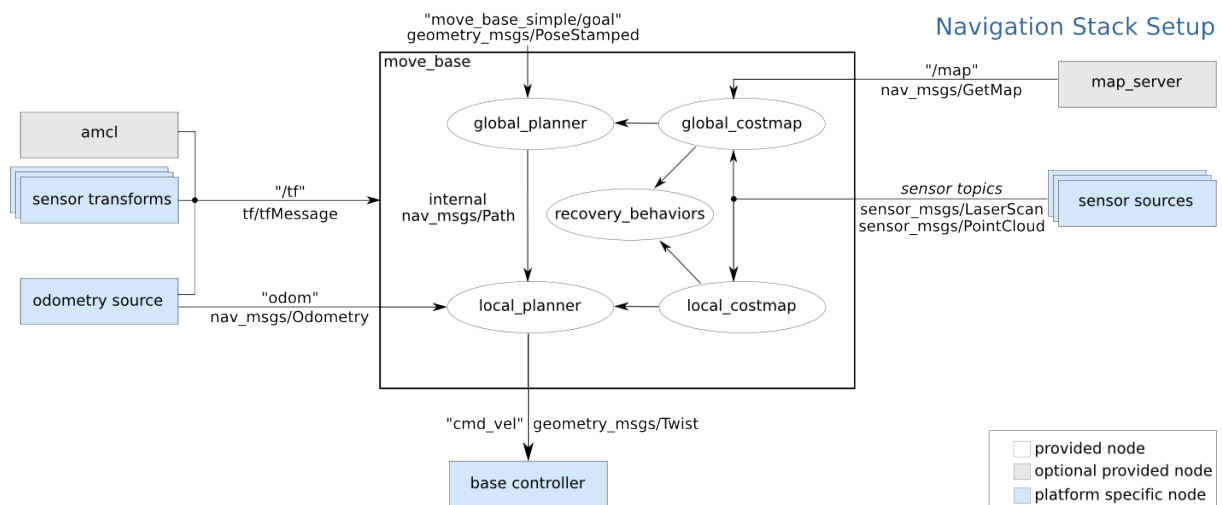 "move_base_simple/goal"
geometry_msgs/PoseStamped
Navigation Stack Setup
move_base
"/map"
nav_msgs/GetMap
map_server
amcl
global_planner
global_costmap
sensor transforms
"/tf"
tf/tfMessage
internal
nav_msgs/Path
recovery_behaviors
sensor topics
sensor_msgs/LaserScan
sensor_msgs/PointCloud
sensor sources
odometry source
"odom"
nav_msgs/Odometry
local_planner
local_costmap
"cmd_vel" geometry_msgs/Twist
base controller
provided node
optional provided node
platform specific node